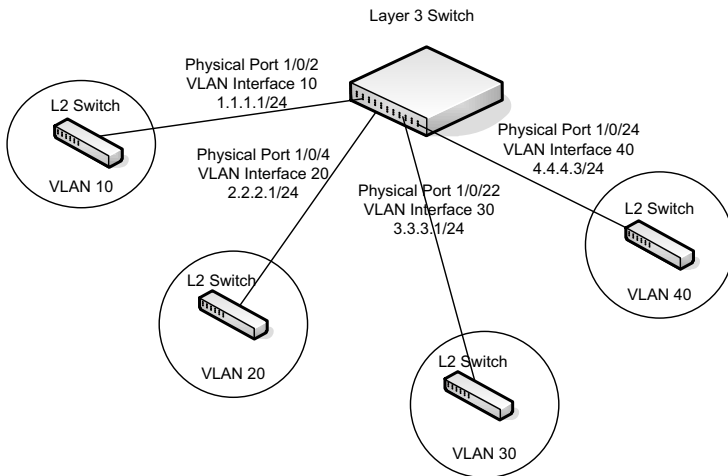 Layer 3 Switch
Physical Port 1/0/2
VLAN Interface 10
1.1.1.1/24
L2 Switch
VLAN 10
Physical Port 1/0/4
VLAN Interface 20
2.2.2.1/24
L2 Switch
VLAN 20
Physical Port 1/0/22
VLAN Interface 30
3.3.3.1/24
L2 Switch
VLAN 30
Physical Port 1/0/24
VLAN Interface 40
4.4.4.3/24
L2 Switch
VLAN 40